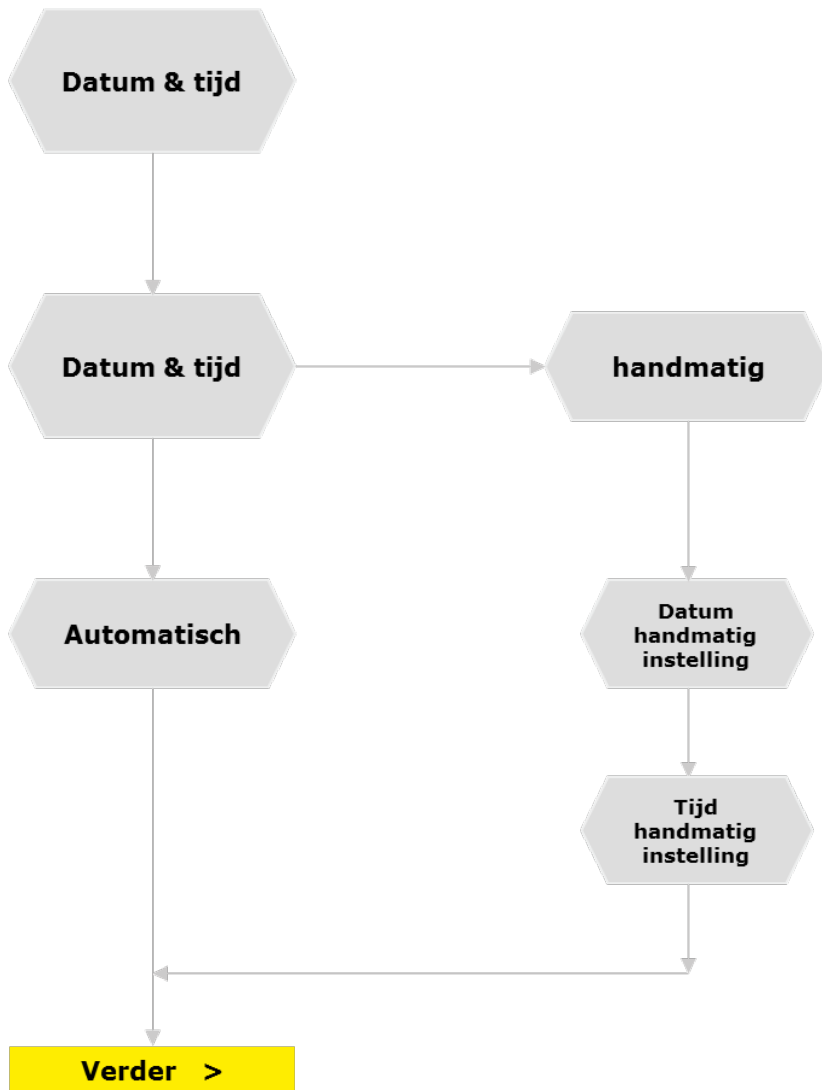 Datum & tijd
Datum & tijd
handmatig
Automatisch
Datum
handmatig
instelling
Tijd
handmatig
instelling
Verder >